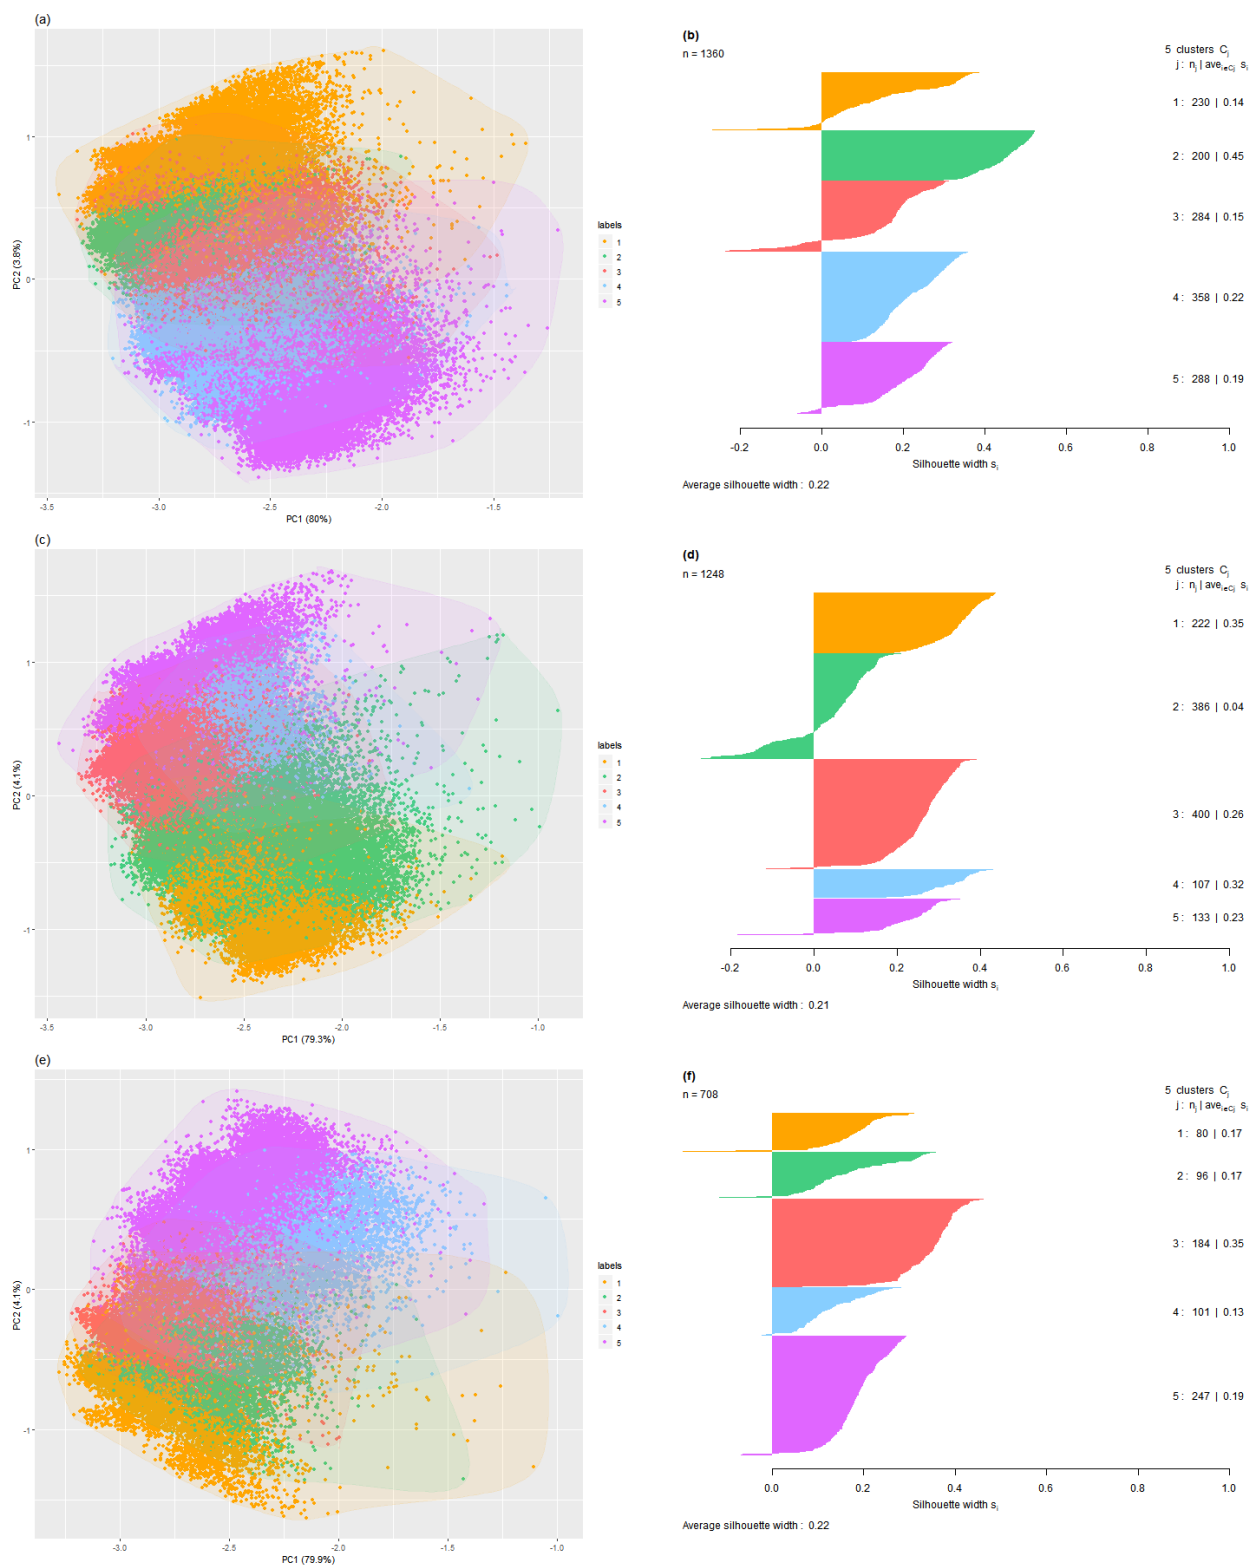 (a)
PC2 (3.8%)
1
0
-1
-3.5 -3.0 -2.5 -2.0 -1.5
PC1 (80%)
labels
1
2
3
4
5
(b)
n = 1360
5 clusters Cj
j : nj | avei∈Cj si
1 : 230 | 0.14
2 : 200 | 0.45
3 : 284 | 0.15
4 : 358 | 0.22
5 : 288 | 0.19
-0.2 0.0 0.2 0.4 0.6 0.8 1.0
Silhouette width si
Average silhouette width : 0.22
(c)
PC2 (4.1%)
1
0
-1
-3.5 -3.0 -2.5 -2.0 -1.5 -1.0
PC1 (79.3%)
labels
1
2
3
4
5
(d)
n = 1248
5 clusters Cj
j : nj | avei∈Cj si
1 : 222 | 0.35
2 : 386 | 0.04
3 : 400 | 0.26
4 : 107 | 0.32
5 : 133 | 0.23
-0.2 0.0 0.2 0.4 0.6 0.8 1.0
Silhouette width si
Average silhouette width : 0.21
(e)
PC2 (4.1%)
1
0
-1
-3.0 -2.5 -2.0 -1.5 -1.0
PC1 (79.9%)
labels
1
2
3
4
5
(f)
n = 708
5 clusters Cj
j : nj | avei∈Cj si
1 : 80 | 0.17
2 : 96 | 0.17
3 : 184 | 0.35
4 : 101 | 0.13
5 : 247 | 0.19
0.0 0.2 0.4 0.6 0.8 1.0
Silhouette width si
Average silhouette width : 0.22